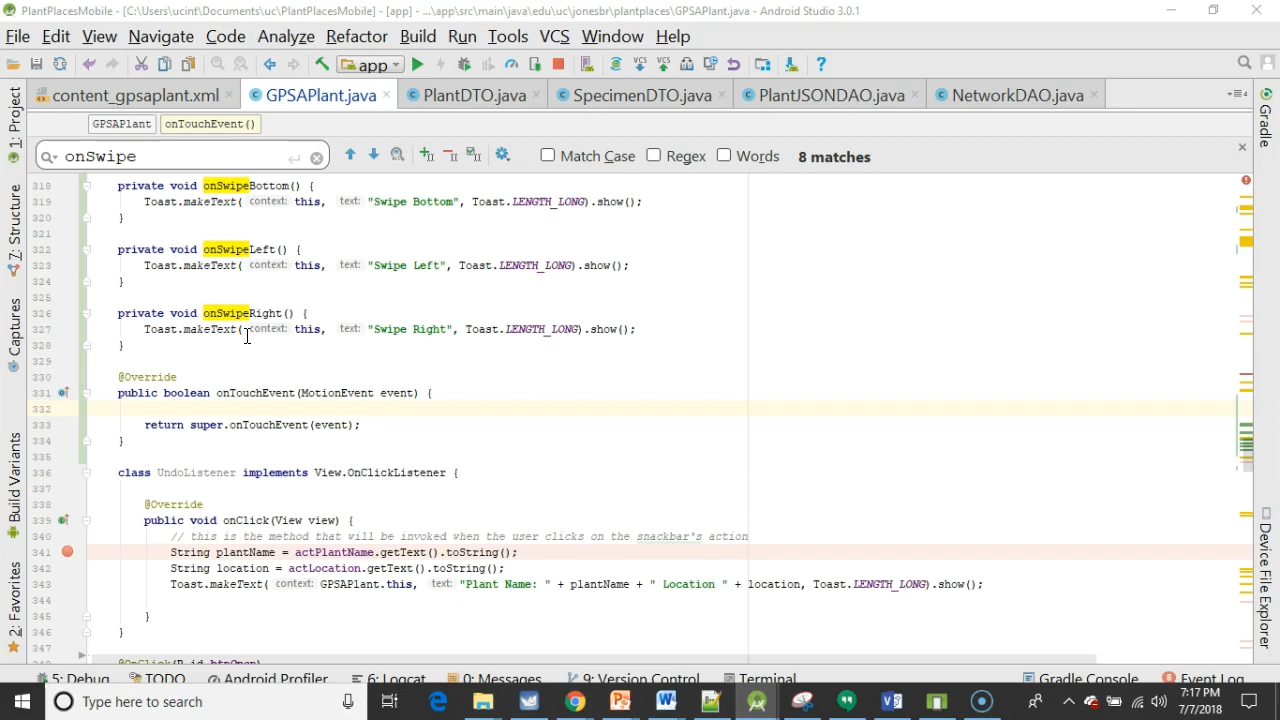 PlantPlacesMobile - [C:\Users\ucint\Documents\uc\PlantPlacesMobile] - [app] - ...\app\src\main\java\edu\uc\jonesbr\plantplaces\GPSAPlant.java - Android Studio 3.0.1
File Edit View Navigate Code Analyze Refactor Build Run Tools VCS Window Help
app
content_gpsaplant.xml GPSAPlant.java PlantDTO.java SpecimenDTO.java PlantJSONDAO.java NetworkDAO.java
GPSAPlant onTouchEvent()
onSwipe Match Case Regex Words 8 matches
318 private void onSwipeBottom() {
319 Toast.makeText( context: this, text: "Swipe Bottom", Toast.LENGTH_LONG).show();
320 }
321
322 private void onSwipeLeft() {
323 Toast.makeText( context: this, text: "Swipe Left", Toast.LENGTH_LONG).show();
324 }
325
326 private void onSwipeRight() {
327 Toast.makeText( context: this, text: "Swipe Right", Toast.LENGTH_LONG).show();
328 }
329
330 @Override
331 public boolean onTouchEvent(MotionEvent event) {
332
333 return super.onTouchEvent(event);
334 }
335
336 class UndoListener implements View.OnClickListener {
337
338 @Override
339 public void onClick(View view) {
340 // this is the method that will be invoked when the user clicks on the snackbar's action
341 String plantName = actPlantName.getText().toString();
342 String location = actLocation.getText().toString();
343 Toast.makeText( context: GPSAPlant.this, text: "Plant Name: " + plantName + " Location " + location, Toast.LENGTH_LONG).show();
344
345 }
346 }
347
@OnClick(R.id.btnOpen)
1: Project
7: Structure
Captures
Build Variants
2: Favorites
Gradle
Device File Explorer
5: Debug TODO Android Profiler 6: Logcat 0: Messages 9: Version Control Terminal Gradle Console Event Log
Type here to search
7:17 PM
7/7/2018